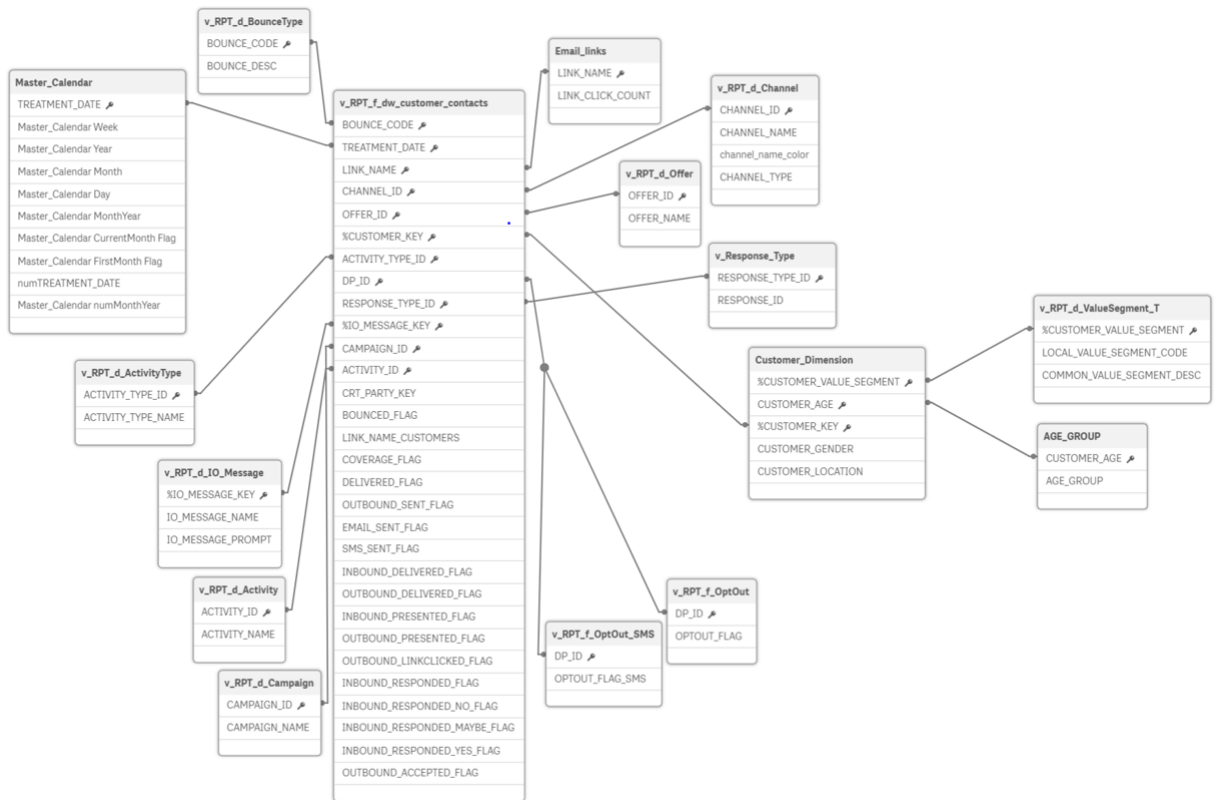 v_RPT_d_BounceType
BOUNCE_CODE
BOUNCE_DESC
Master_Calendar
TREATMENT_DATE
Master_Calendar Week
Master_Calendar Year
Master_Calendar Month
Master_Calendar Day
Master_Calendar MonthYear
Master_Calendar CurrentMonth Flag
Master_Calendar FirstMonth Flag
numTREATMENT_DATE
Master_Calendar numMonthYear
v_RPT_d_ActivityType
ACTIVITY_TYPE_ID
ACTIVITY_TYPE_NAME
v_RPT_d_IO_Message
%IO_MESSAGE_KEY
IO_MESSAGE_NAME
IO_MESSAGE_PROMPT
v_RPT_d_Activity
ACTIVITY_ID
ACTIVITY_NAME
v_RPT_d_Campaign
CAMPAIGN_ID
CAMPAIGN_NAME
v_RPT_f_dw_customer_contacts
BOUNCE_CODE
TREATMENT_DATE
LINK_NAME
CHANNEL_ID
OFFER_ID
%CUSTOMER_KEY
ACTIVITY_TYPE_ID
DP_ID
RESPONSE_TYPE_ID
%IO_MESSAGE_KEY
CAMPAIGN_ID
ACTIVITY_ID
CRT_PARTY_KEY
BOUNCED_FLAG
LINK_NAME_CUSTOMERS
COVERAGE_FLAG
DELIVERED_FLAG
OUTBOUND_SENT_FLAG
EMAIL_SENT_FLAG
SMS_SENT_FLAG
INBOUND_DELIVERED_FLAG
OUTBOUND_DELIVERED_FLAG
INBOUND_PRESENTED_FLAG
OUTBOUND_PRESENTED_FLAG
OUTBOUND_LINKCLICKED_FLAG
INBOUND_RESPONDED_FLAG
INBOUND_RESPONDED_NO_FLAG
INBOUND_RESPONDED_MAYBE_FLAG
INBOUND_RESPONDED_YES_FLAG
OUTBOUND_ACCEPTED_FLAG
Email_links
LINK_NAME
LINK_CLICK_COUNT
v_RPT_d_Channel
CHANNEL_ID
CHANNEL_NAME
channel_name_color
CHANNEL_TYPE
v_RPT_d_Offer
OFFER_ID
OFFER_NAME
v_Response_Type
RESPONSE_TYPE_ID
RESPONSE_ID
Customer_Dimension
%CUSTOMER_VALUE_SEGMENT
CUSTOMER_AGE
%CUSTOMER_KEY
CUSTOMER_GENDER
CUSTOMER_LOCATION
v_RPT_d_ValueSegment_T
%CUSTOMER_VALUE_SEGMENT
LOCAL_VALUE_SEGMENT_CODE
COMMON_VALUE_SEGMENT_DESC
AGE_GROUP
CUSTOMER_AGE
AGE_GROUP
v_RPT_f_OptOut
DP_ID
OPTOUT_FLAG
v_RPT_f_OptOut_SMS
DP_ID
OPTOUT_FLAG_SMS